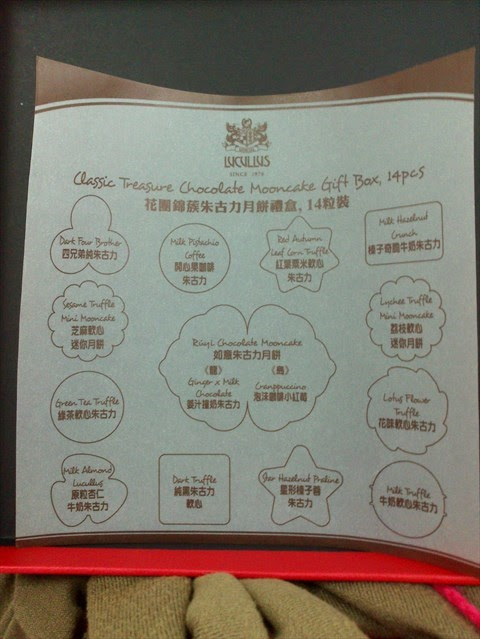 LUCULLUS
SINCE 1979
Classic Treasure Chocolate Mooncake Gift Box, 14pcs
花團錦簇朱古力月餅禮盒, 14粒裝
Dark Four Brother
四兄弟純朱古力
Milk Pistachio
Coffee
開心果咖啡
朱古力
Red Autumn
Leaf Corn Truffle
紅葉粟米軟心
朱古力
Milk Hazelnut
Crunch
榛子奇脆牛奶朱古力
Sesame Truffle
Mini Mooncake
芝麻軟心
迷你月餅
Rúuyi Chocolate Mooncake
如意朱古力月餅
《龍》
Ginger x Milk
Chocolate
薑汁撞奶朱古力
《鳳》
Cranppuccino
泡沫咖啡小紅莓
Lychee Truffle
Mini Mooncake
荔枝軟心
迷你月餅
Green Tea Truffle
綠茶軟心朱古力
Lotus Flower
Truffle
花味軟心朱古力
Milk Almond
Lucullus
原粒杏仁
牛奶朱古力
Dark Truffle
純黑朱古力
軟心
Star Hazelnut Praline
星形榛子醬
朱古力
Milk Truffle
牛奶軟心朱古力